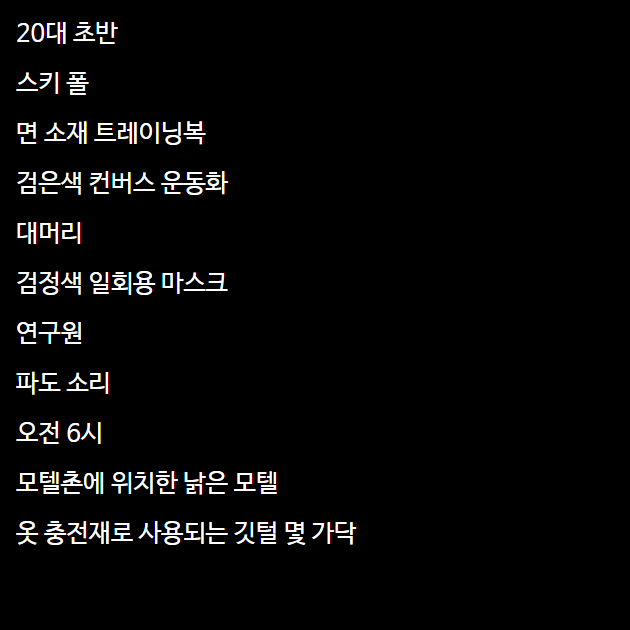 20대 초반
스키 폴
면 소재 트레이닝복
검은색 컨버스 운동화
대머리
검정색 일회용 마스크
연구원
파도 소리
오전 6시
모텔촌에 위치한 낡은 모텔
옷 충전재로 사용되는 깃털 몇 가닥